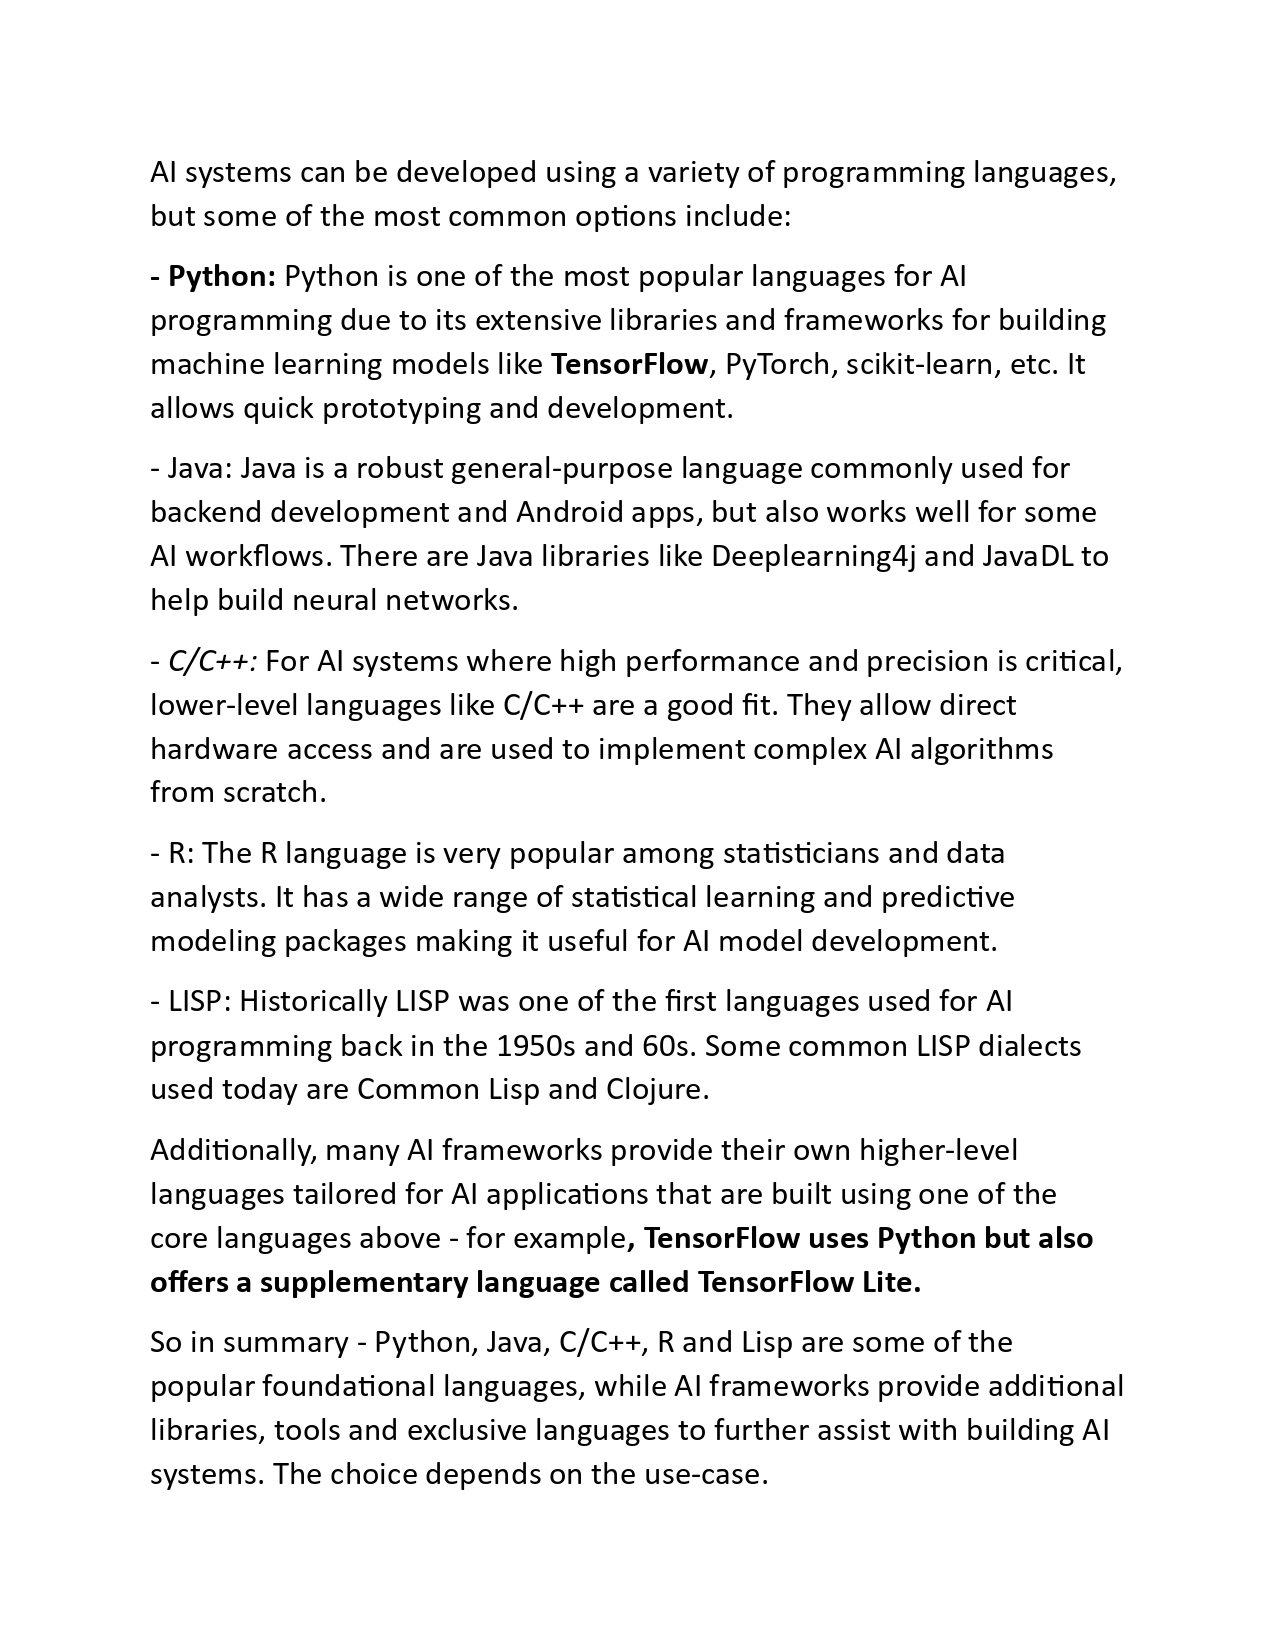 AI systems can be developed using a variety of programming languages,
but some of the most common options include:
- Python: Python is one of the most popular languages for AI
programming due to its extensive libraries and frameworks for building
machine learning models like TensorFlow, PyTorch, scikit-learn, etc. It
allows quick prototyping and development.
- Java: Java is a robust general-purpose language commonly used for
backend development and Android apps, but also works well for some
AI workflows. There are Java libraries like Deeplearning4j and JavaDL to
help build neural networks.
- C/C++: For AI systems where high performance and precision is critical,
lower-level languages like C/C++ are a good fit. They allow direct
hardware access and are used to implement complex AI algorithms
from scratch.
- R: The R language is very popular among statisticians and data
analysts. It has a wide range of statistical learning and predictive
modeling packages making it useful for AI model development.
- LISP: Historically LISP was one of the first languages used for AI
programming back in the 1950s and 60s. Some common LISP dialects
used today are Common Lisp and Clojure.
Additionally, many AI frameworks provide their own higher-level
languages tailored for AI applications that are built using one of the
core languages above - for example, TensorFlow uses Python but also
offers a supplementary language called TensorFlow Lite.
So in summary - Python, Java, C/C++, R and Lisp are some of the
popular foundational languages, while AI frameworks provide additional
libraries, tools and exclusive languages to further assist with building AI
systems. The choice depends on the use-case.